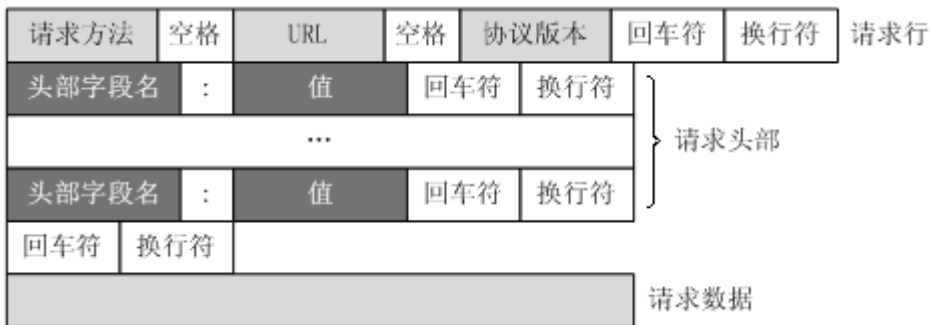 请求方法 空格 URL 空格 协议版本 回车符 换行符 请求行
头部字段名 : 值 回车符 换行符
... 请求头部
头部字段名 : 值 回车符 换行符
回车符 换行符
请求数据